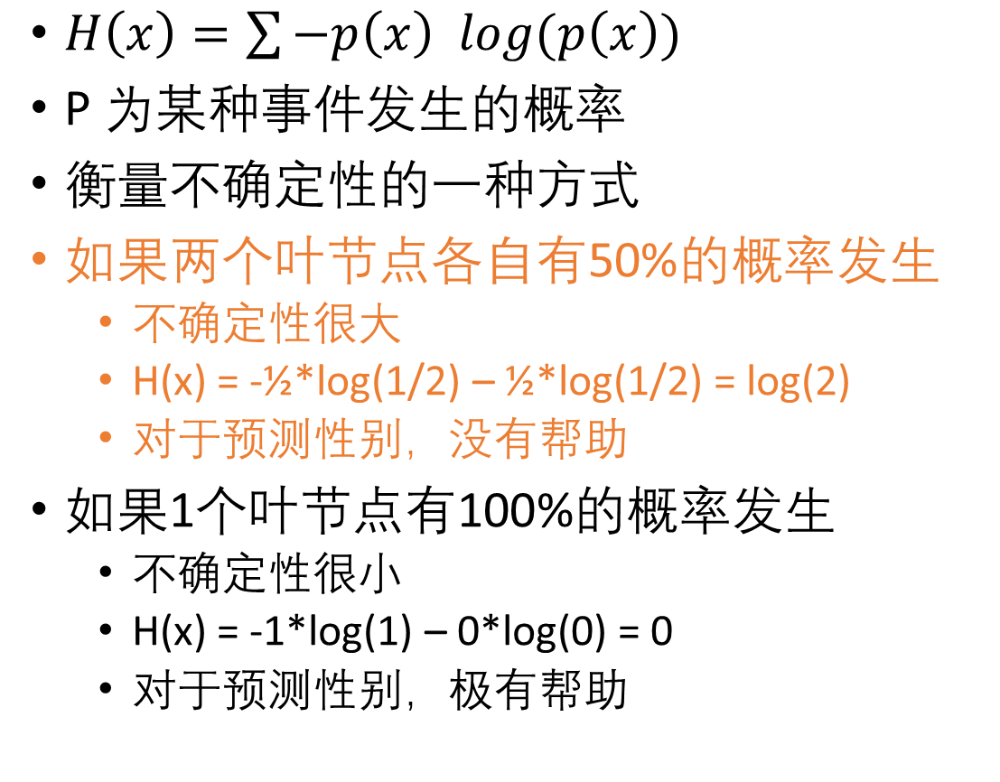 • H(x) = ∑ −p(x) log(p(x))
• P 为某种事件发生的概率
• 衡量不确定性的一种方式
• 如果两个叶节点各自有50%的概率发生
• 不确定性很大
• H(x) = -½*log(1/2) – ½*log(1/2) = log(2)
• 对于预测性别，没有帮助
• 如果1个叶节点有100%的概率发生
• 不确定性很小
• H(x) = -1*log(1) – 0*log(0) = 0
• 对于预测性别，极有帮助